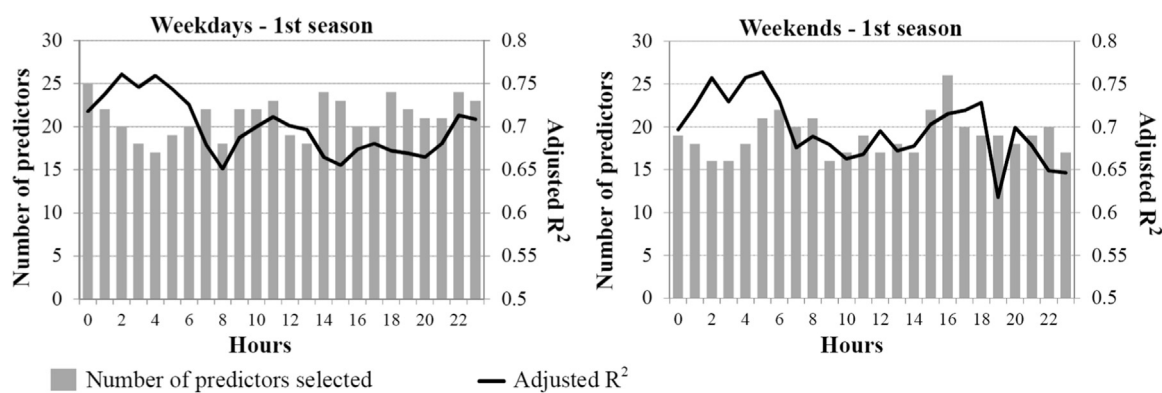 Weekdays - 1st season
30
25
20
15
10
5
0
Number of predictors
0.8
0.75
0.7
0.65
0.6
0.55
0.5
Adjusted R²
0 2 4 6 8 10 12 14 16 18 20 22
Hours
Weekends - 1st season
30
25
20
15
10
5
0
Number of predictors
0.8
0.75
0.7
0.65
0.6
0.55
0.5
Adjusted R²
0 2 4 6 8 10 12 14 16 18 20 22
Hours
Number of predictors selected
Adjusted R²